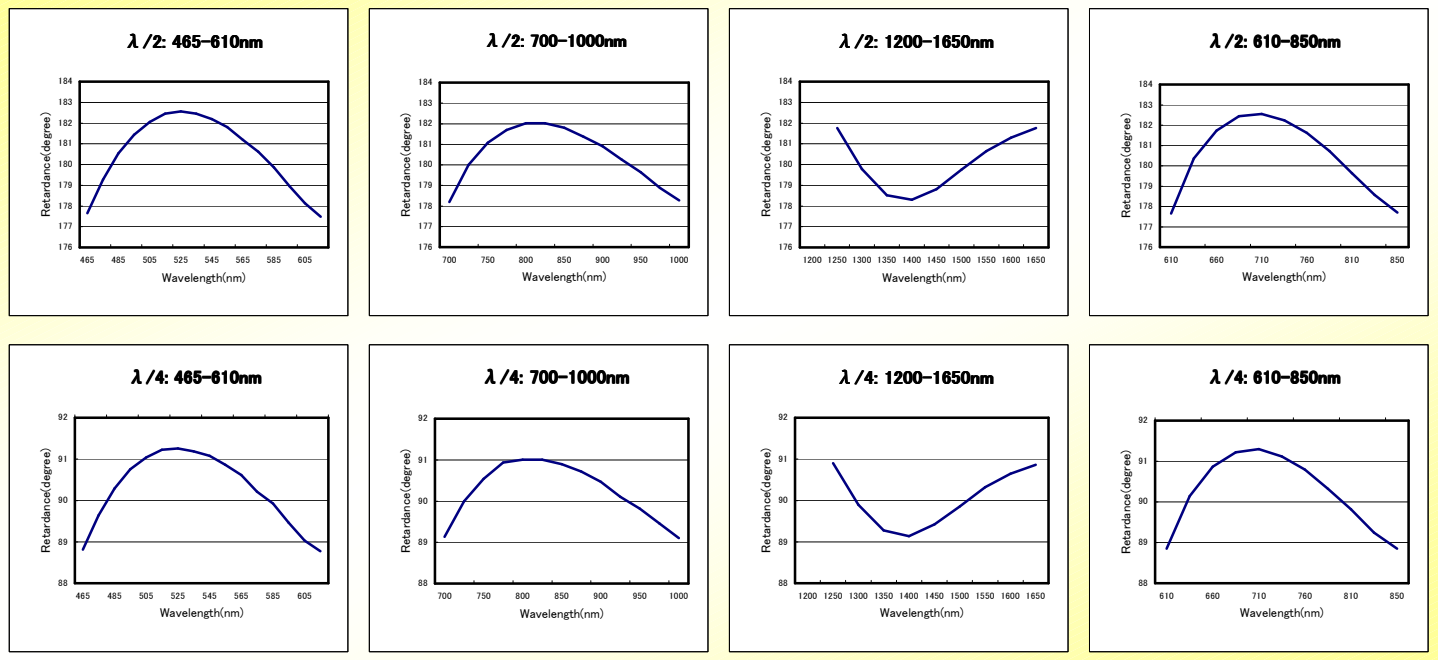 λ/2: 465-610nm
Retardance(degree)
184
183
182
181
180
179
178
177
176
465 485 505 525 545 565 585 605
Wavelength(nm)
λ/2: 700-1000nm
Retardance(degree)
184
183
182
181
180
179
178
177
176
700 750 800 850 900 950 1000
Wavelength(nm)
λ/2: 1200-1650nm
Retardance(degree)
184
183
182
181
180
179
178
177
176
1200 1250 1300 1350 1400 1450 1500 1550 1600 1650
Wavelength(nm)
λ/2: 610-850nm
Retardance(degree)
184
183
182
181
180
179
178
177
176
610 660 710 760 810 850
Wavelength(nm)
λ/4: 465-610nm
Retardance(degree)
92
91
90
89
88
465 485 505 525 545 565 585 605
Wavelength(nm)
λ/4: 700-1000nm
Retardance(degree)
92
91
90
89
88
700 750 800 850 900 950 1000
Wavelength(nm)
λ/4: 1200-1650nm
Retardance(degree)
92
91
90
89
88
1200 1250 1300 1350 1400 1450 1500 1550 1600 1650
Wavelength(nm)
λ/4: 610-850nm
Retardance(degree)
92
91
90
89
88
610 660 710 760 810 850
Wavelength(nm)